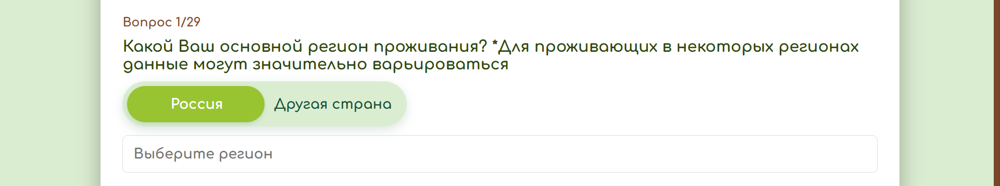 Вопрос 1/29
Какой Ваш основной регион проживания? *Для проживающих в некоторых регионах
данные могут значительно варьироваться
Россия Другая страна
Выберите регион